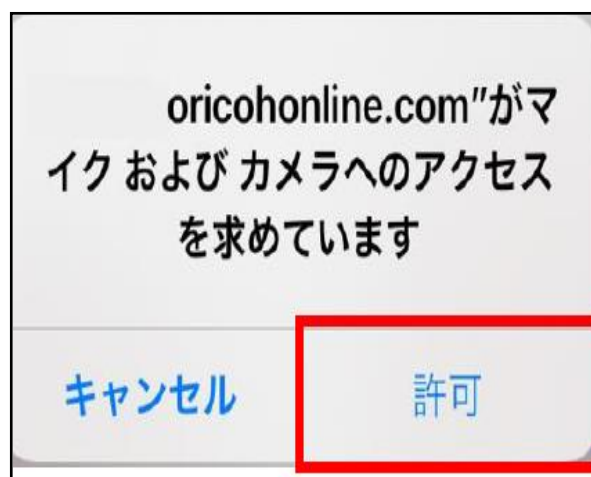 oricohonline.com"がマ
イク および カメラへのアクセス
を求めています
キャンセル
許可